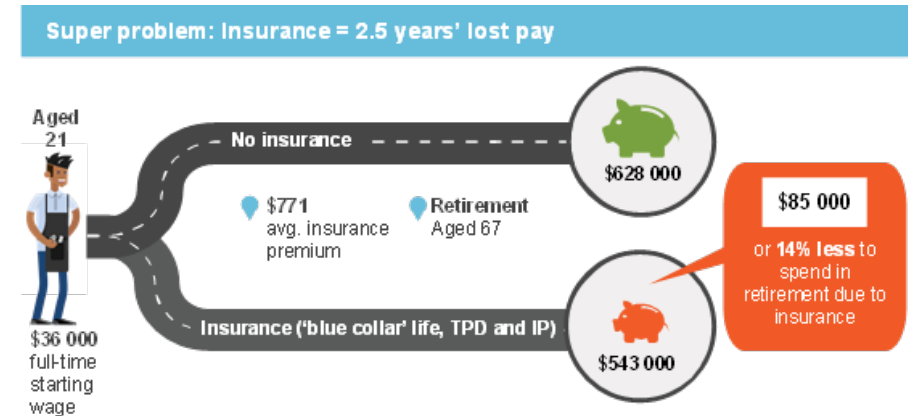 Super problem: Insurance = 2.5 years' lost pay
Aged
21
No insurance
$628 000
$771
avg. insurance
premium
Retirement
Aged 67
$85 000
or 14% less to
spend in
retirement due to
insurance
Insurance ('blue collar' life, TPD and IP)
$543 000
$36 000
full-time
starting
wage